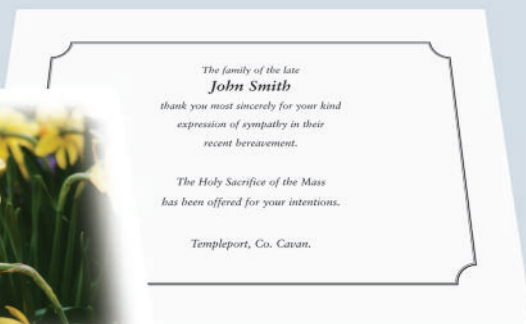 The family of the late
John Smith
thank you most sincerely for your kind
expression of sympathy in their
recent bereavement.
The Holy Sacrifice of the Mass
has been offered for your intentions.
Templeport, Co. Cavan.